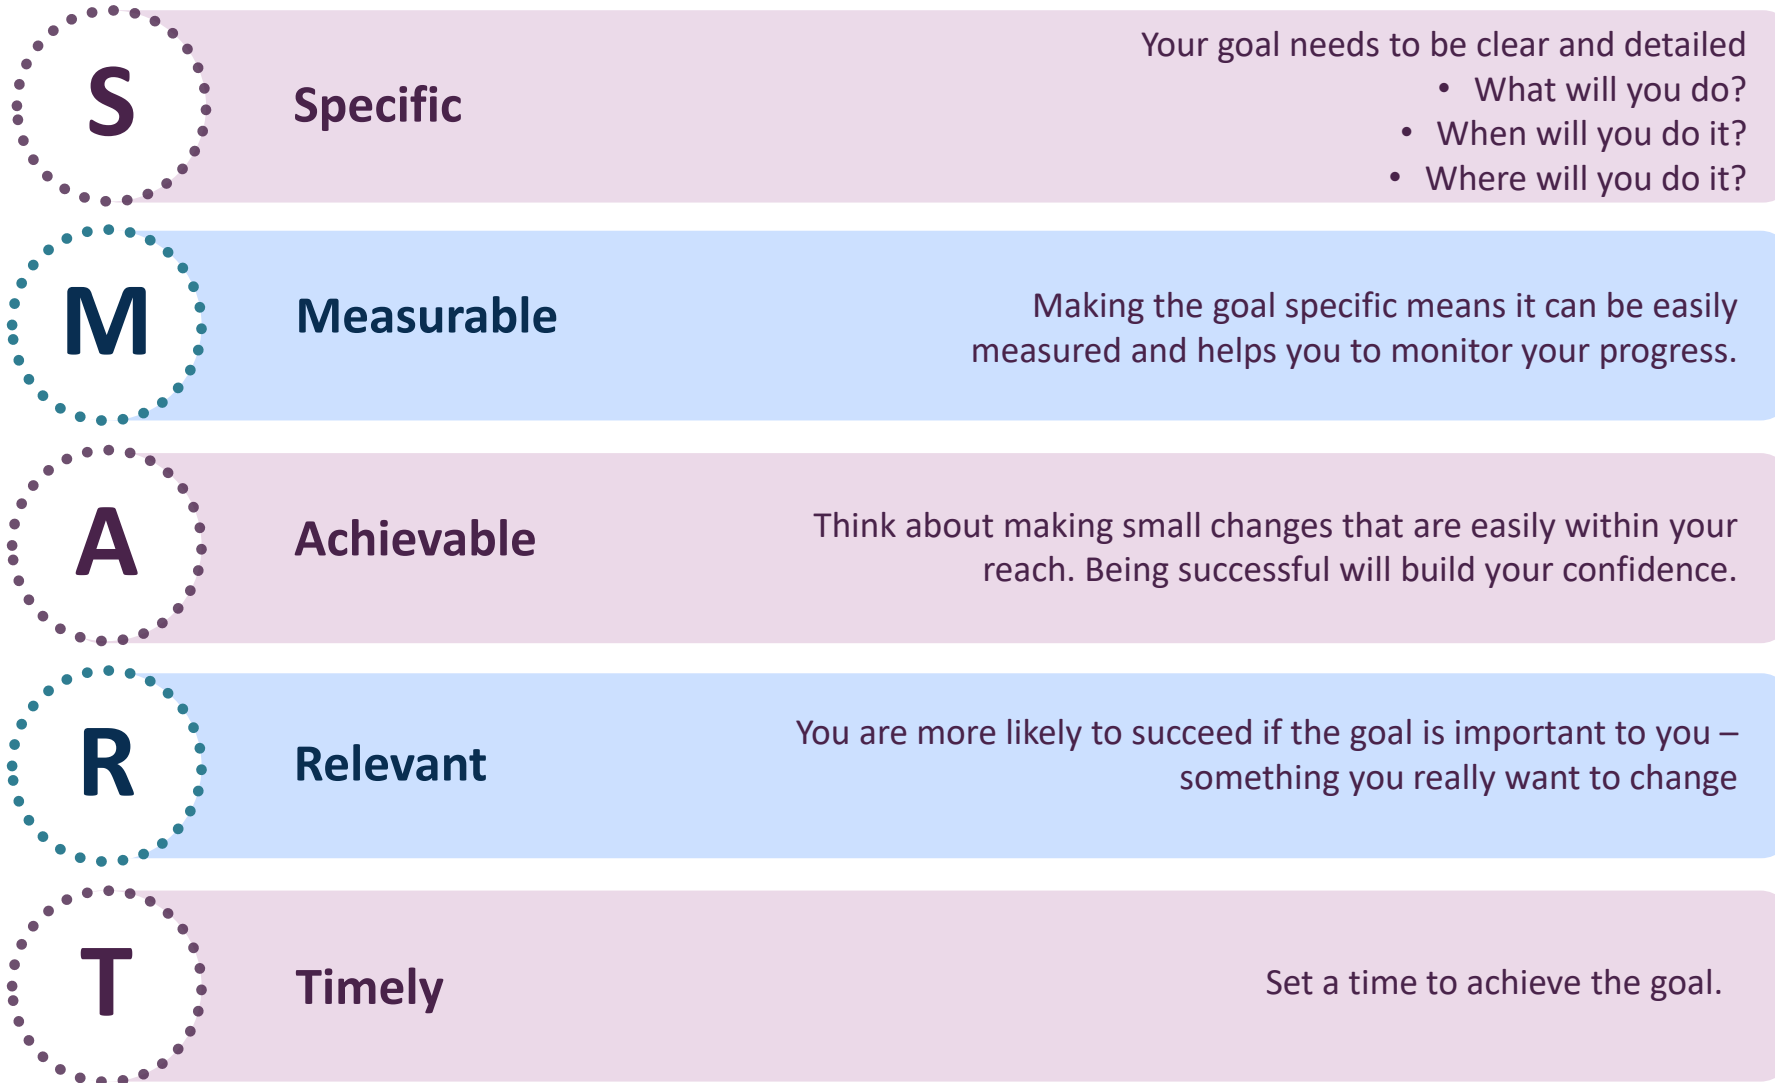 S
Specific
Your goal needs to be clear and detailed
• What will you do?
• When will you do it?
• Where will you do it?
M
Measurable
Making the goal specific means it can be easily
measured and helps you to monitor your progress.
A
Achievable
Think about making small changes that are easily within your
reach. Being successful will build your confidence.
R
Relevant
You are more likely to succeed if the goal is important to you –
something you really want to change
T
Timely
Set a time to achieve the goal.